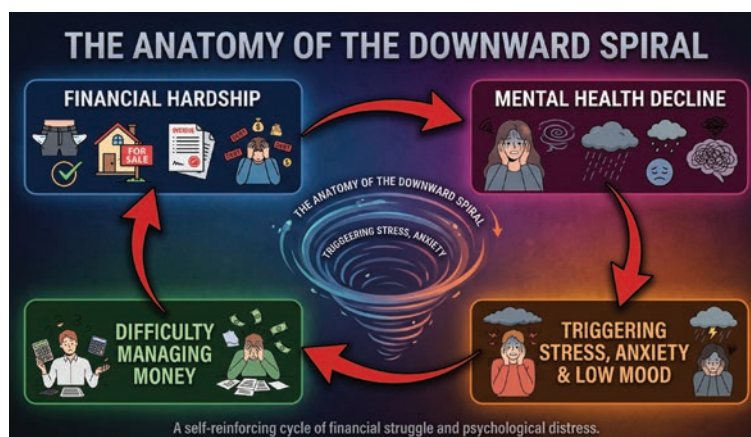 THE ANATOMY OF THE DOWNWARD SPIRAL
FINANCIAL HARDSHIP
FOR
SALE
OVERDUE
DEBT
DEBT
DEBT
MENTAL HEALTH DECLINE
THE ANATOMY OF THE DOWNWARD SPIRAL
TRIGGEERING STRESS, ANXIETY
DIFFICULTY
MANAGING
MONEY
TRIGGERING
STRESS, ANXIETY
& LOW MOOD
A self-reinforcing cycle of financial struggle and psychological distress.